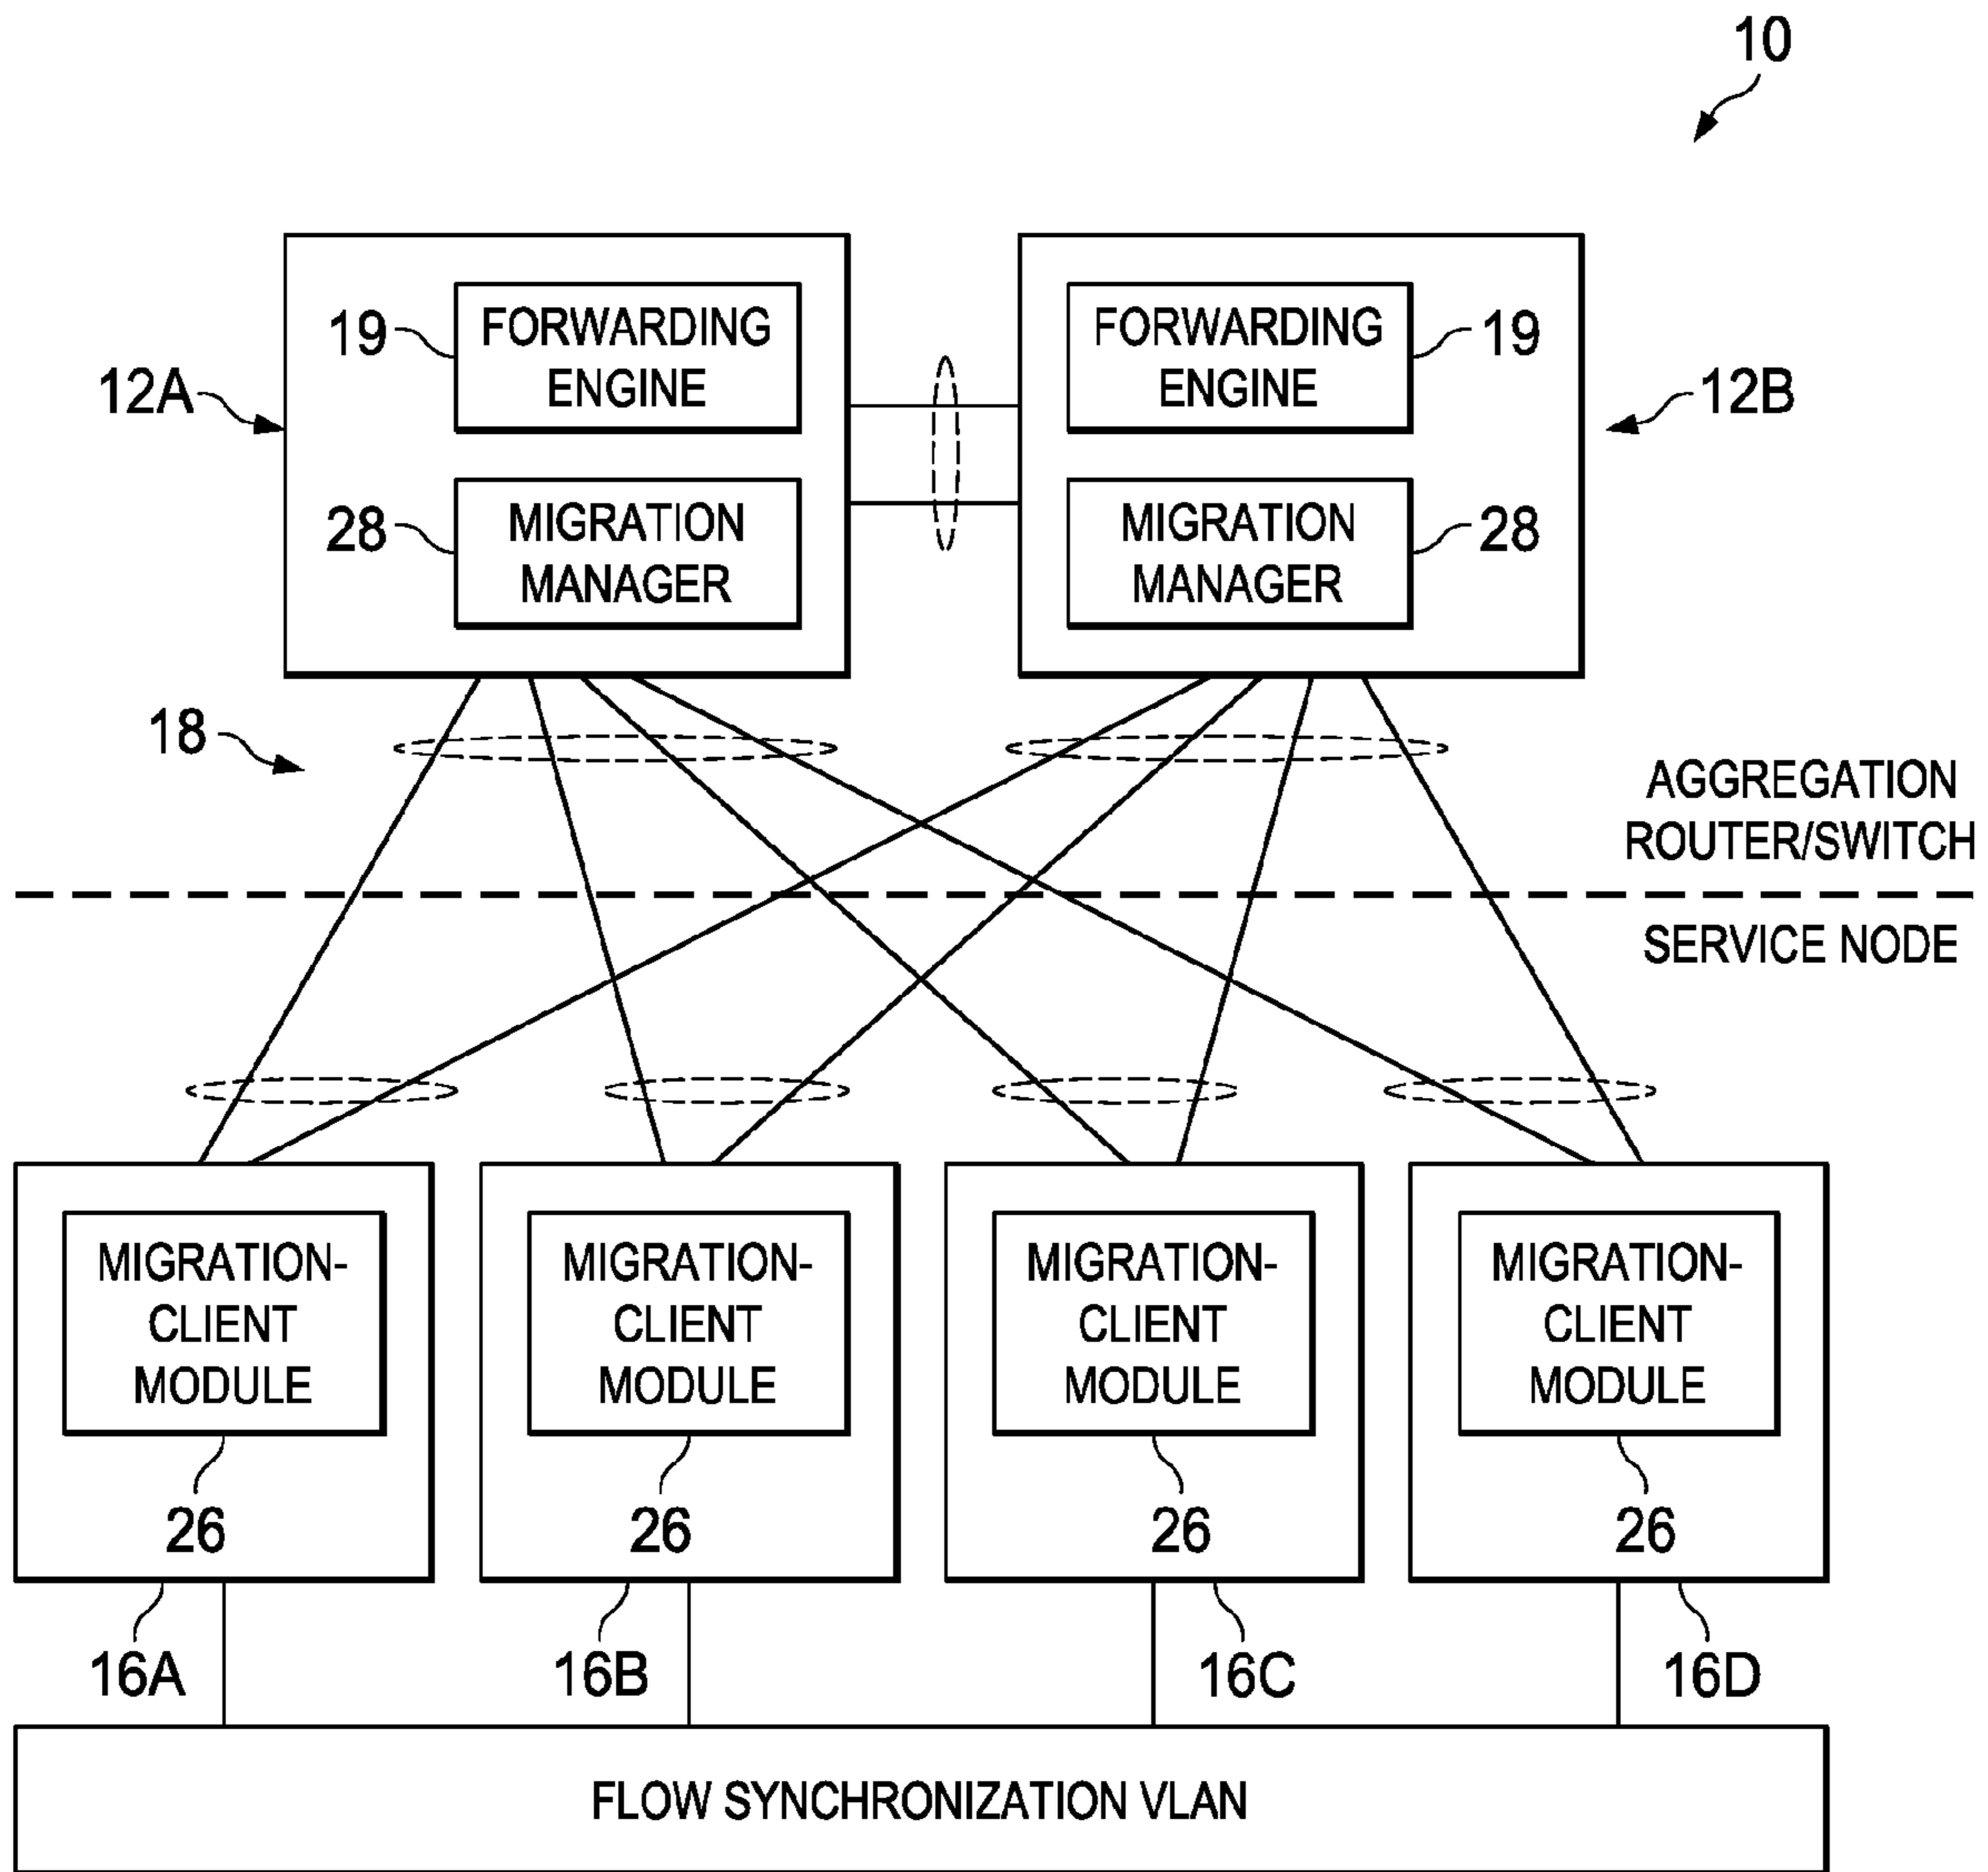 10
FORWARDING
ENGINE
19
12A
MIGRATION
MANAGER
28
FORWARDING
ENGINE
19
12B
MIGRATION
MANAGER
28
18
AGGREGATION
ROUTER/SWITCH
SERVICE NODE
MIGRATION-
CLIENT
MODULE
26
MIGRATION-
CLIENT
MODULE
26
MIGRATION-
CLIENT
MODULE
26
MIGRATION-
CLIENT
MODULE
26
16A
16B
16C
16D
FLOW SYNCHRONIZATION VLAN